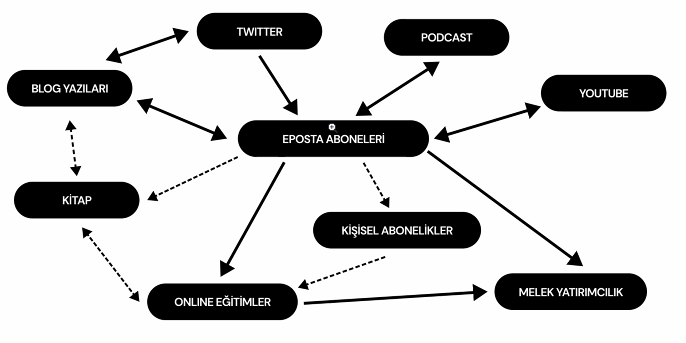 TWITTER
PODCAST
BLOG YAZILARI
YOUTUBE
EPOSTA ABONELERİ
KİTAP
KİŞİSEL ABONELİKLER
ONLINE EĞİTİMLER
MELEK YATIRIMCILIK